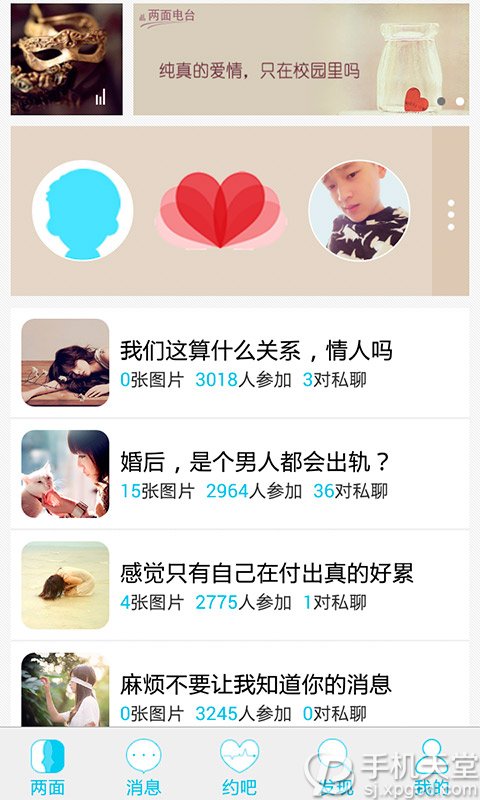 两面电台
纯真的爱情，只在校园里吗
我们这算什么关系，情人吗
0张图片 3018人参加 3对私聊
婚后，是个男人都会出轨？
15张图片 2964人参加 36对私聊
感觉只有自己在付出真的好累
4张图片 2775人参加 1对私聊
麻烦不要让我知道你的消息
0张图片 3245人参加 0对私聊
两面 消息 约吧 发现 我的
手机天堂
sj.xpgod.com